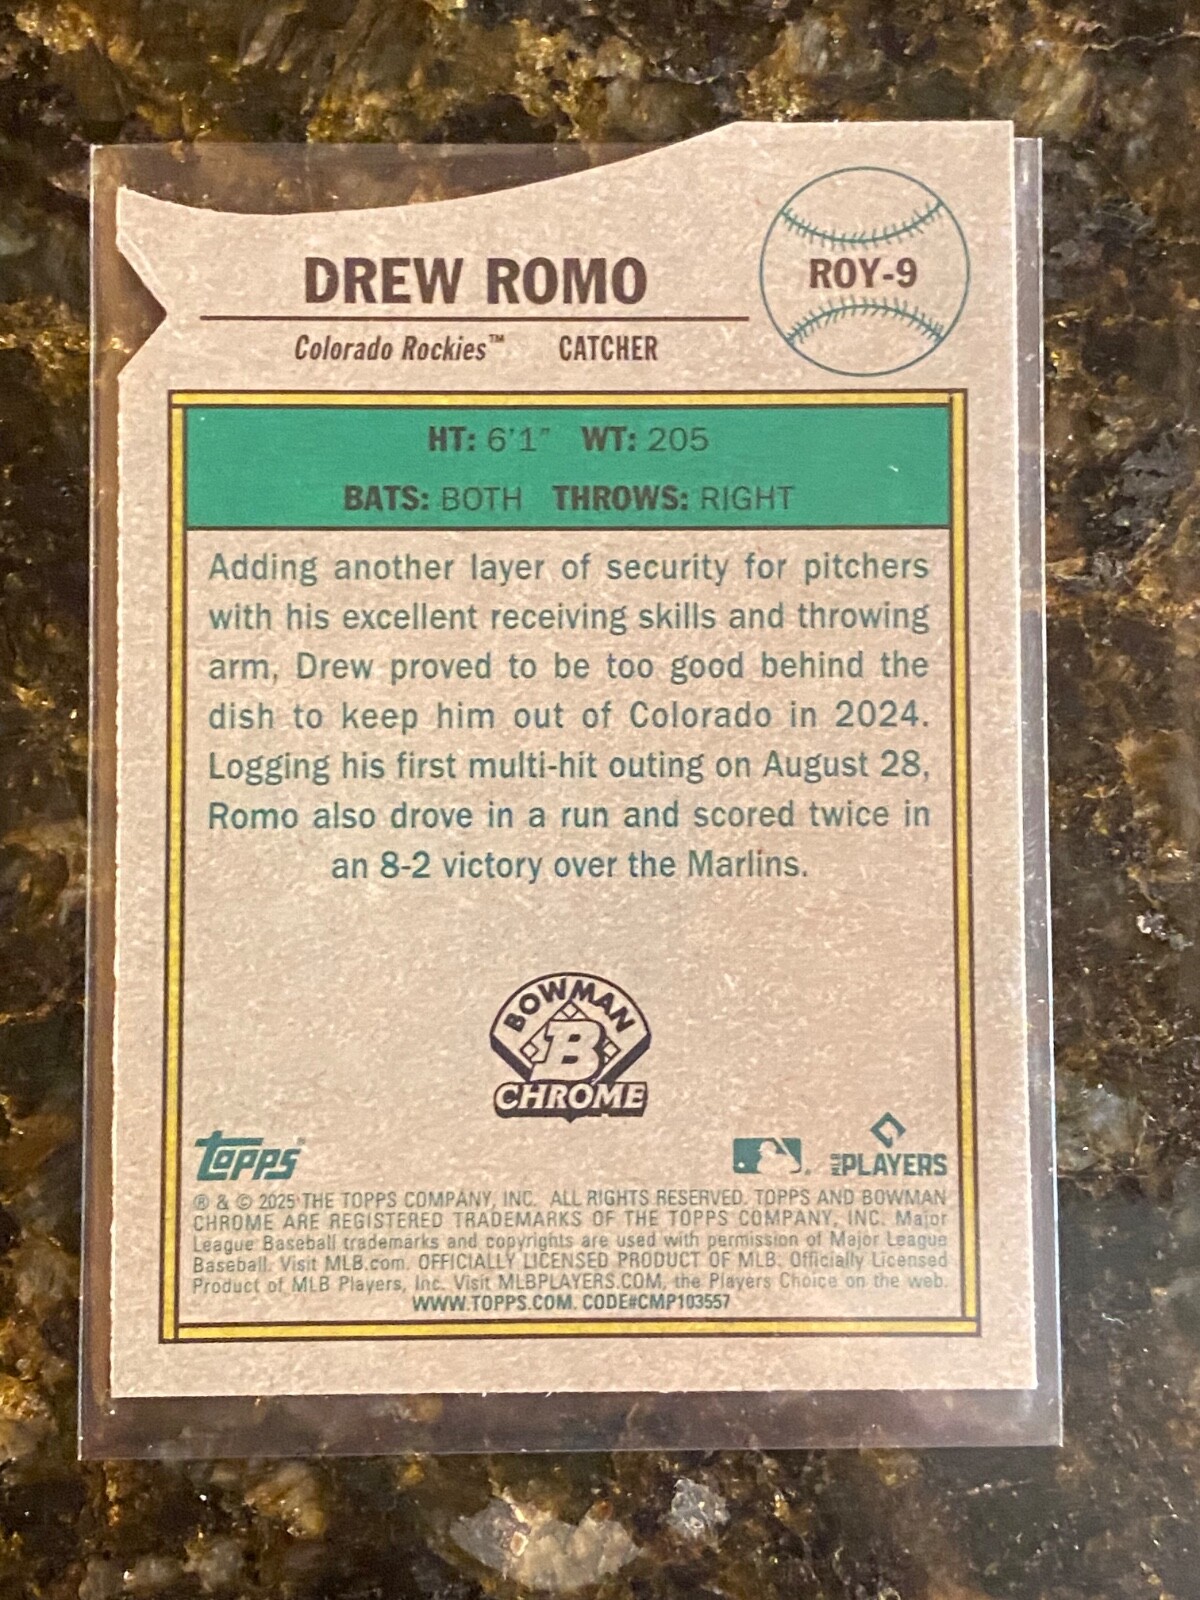 DREW ROMO
ROY-9
Colorado Rockies™ CATCHER
HT: 6'1" WT: 205
BATS: BOTH THROWS: RIGHT
Adding another layer of security for pitchers
with his excellent receiving skills and throwing
arm, Drew proved to be too good behind the
dish to keep him out of Colorado in 2024.
Logging his first multi-hit outing on August 28,
Romo also drove in a run and scored twice in
an 8-2 victory over the Marlins.
BOWMAN
B
CHROME
Topps®
MLB PLAYERS
® & © 2025 THE TOPPS COMPANY, INC. ALL RIGHTS RESERVED. TOPPS AND BOWMAN
CHROME ARE REGISTERED TRADEMARKS OF THE TOPPS COMPANY, INC. Major
League Baseball trademarks and copyrights are used with permission of Major League
Baseball. Visit MLB.com. OFFICIALLY LICENSED PRODUCT OF MLB. Officially Licensed
Product of MLB Players, Inc. Visit MLBPLAYERS.COM, the Players Choice on the web.
WWW.TOPPS.COM. CODE#CMP103557